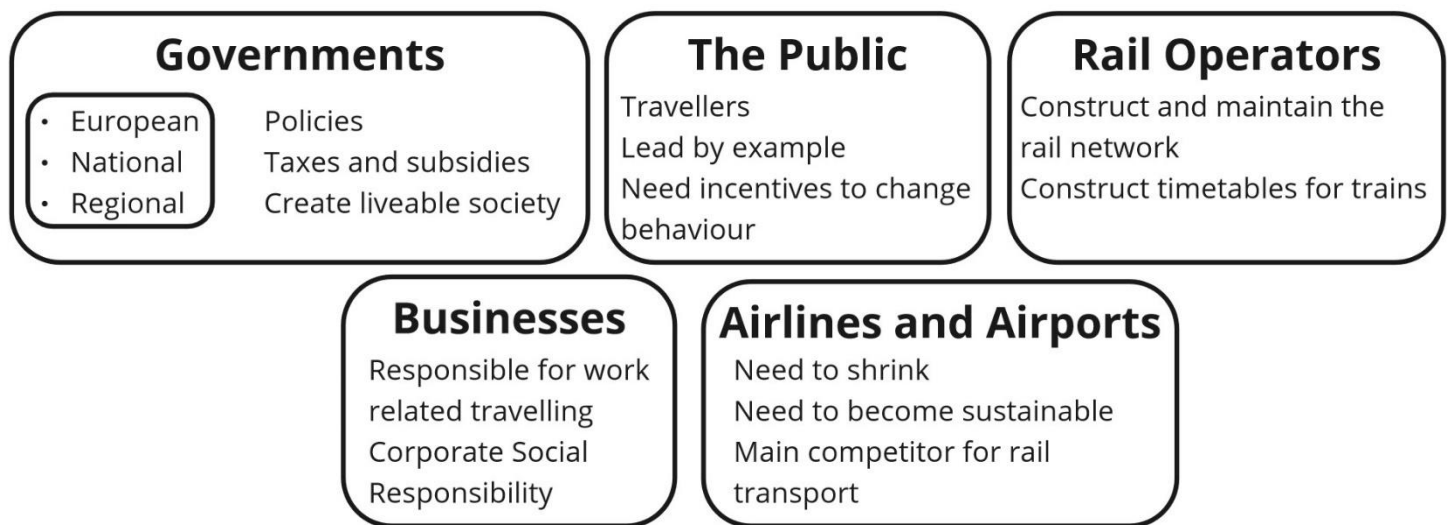 Governments
• European
• National
• Regional
Policies
Taxes and subsidies
Create liveable society
The Public
Travellers
Lead by example
Need incentives to change
behaviour
Rail Operators
Construct and maintain the
rail network
Construct timetables for trains
Businesses
Responsible for work
related travelling
Corporate Social
Responsibility
Airlines and Airports
Need to shrink
Need to become sustainable
Main competitor for rail
transport